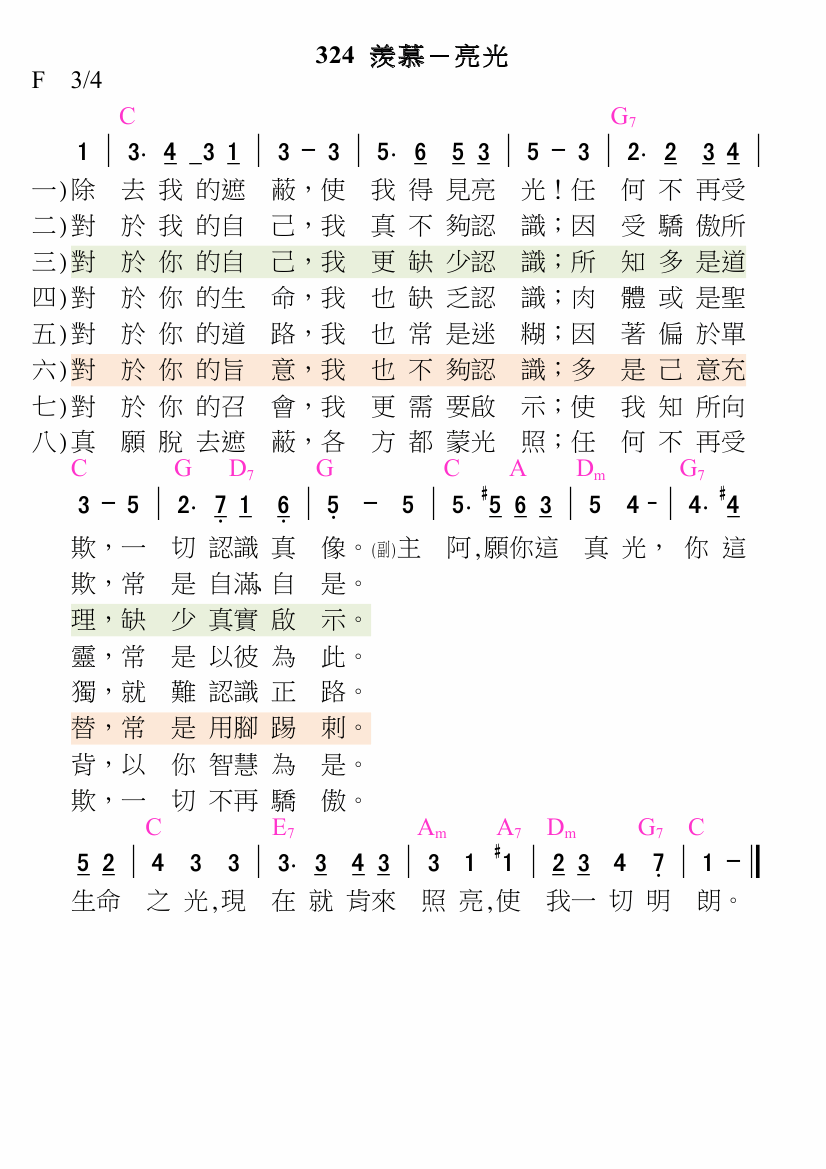 324 羨慕－亮光
F 3/4
C G7
1 | 3. 4 _3 1 | 3 － 3 | 5. 6 5 3 | 5 － 3 | 2. 2 3 4 |
一)除 去 我 的遮 蔽，使 我 得 見亮 光！任 何 不 再受
二)對 於 我 的自 己，我 真 不 夠認 識；因 受 驕 傲所
三)對 於 你 的自 己，我 更 缺 少認 識；所 知 多 是道
四)對 於 你 的生 命，我 也 缺 乏認 識；肉 體 或 是聖
五)對 於 你 的道 路，我 也 常 是迷 糊；因 著 偏 於單
六)對 於 你 的旨 意，我 也 不 夠認 識；多 是 己 意充
七)對 於 你 的召 會，我 更 需 要啟 示；使 我 知 所向
八)真 願 脫 去遮 蔽，各 方 都 蒙光 照；任 何 不 再受
C G D7 G C A Dm G7
3 － 5 | 2. 7 1 6 | 5 － 5 | 5. #5 6 3 | 5 4 - | 4. #4
欺，一 切 認識 真 像。(副)主 阿,願你這 真 光， 你 這
欺，常 是 自滿、自 是。
理，缺 少 真實 啟 示。
靈，常 是 以彼 為 此。
獨，就 難 認識 正 路。
替，常 是 用腳 踢 刺。
背，以 你 智慧 為 是。
欺，一 切 不再 驕 傲。
C E7 Am A7 Dm G7 C
5 2 | 4 3 3 | 3. 3 4 3 | 3 1 #1 | 2 3 4 7 | 1 － ||
生命 之 光,現 在 就 肯來 照 亮,使 我一 切 明 朗。